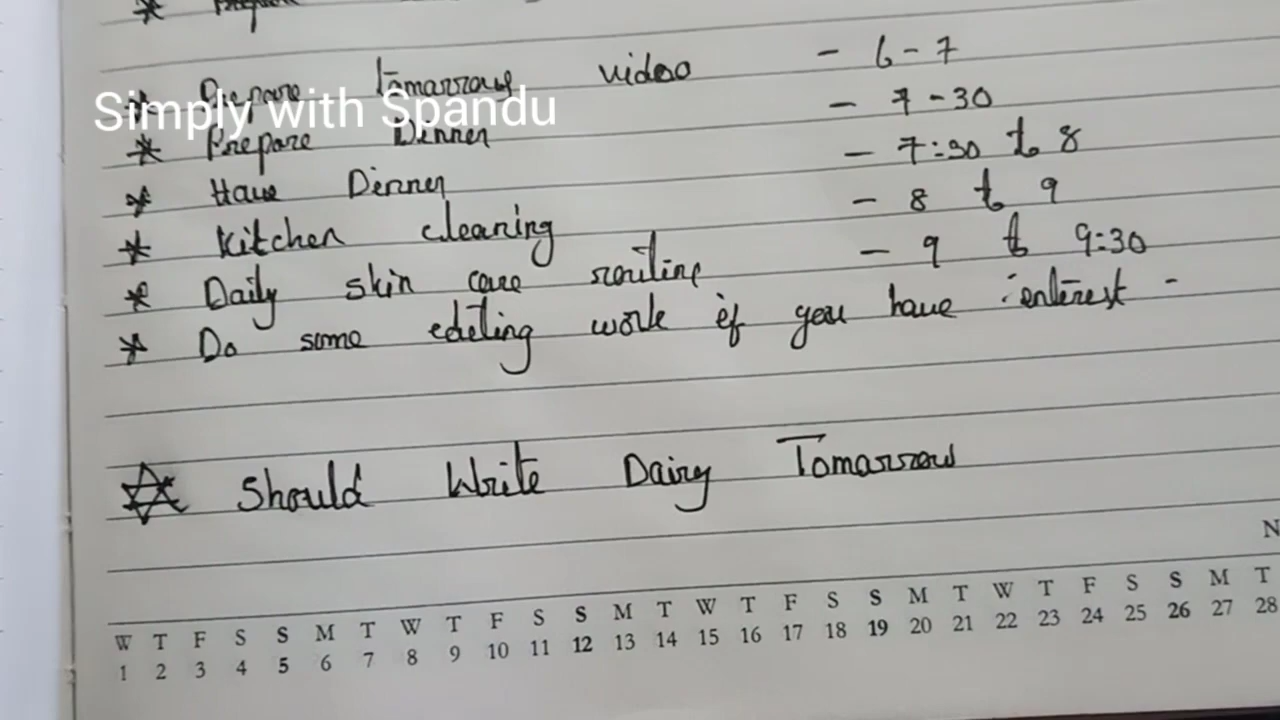 Prepare Tomarrows video - 6-7
Simply with Spandu
Prepare Dinner - 7-30
Have Dinner - 7:30 to 8
Kitchen cleaning - 8 to 9
Daily skin care routine - 9 to 9:30
Do some editing work if you have interest -
Should Write Dairy Tomarrow
N
W T F S S M T W T F S S M T W T F S S M T W T F S S M T
1 2 3 4 5 6 7 8 9 10 11 12 13 14 15 16 17 18 19 20 21 22 23 24 25 26 27 28